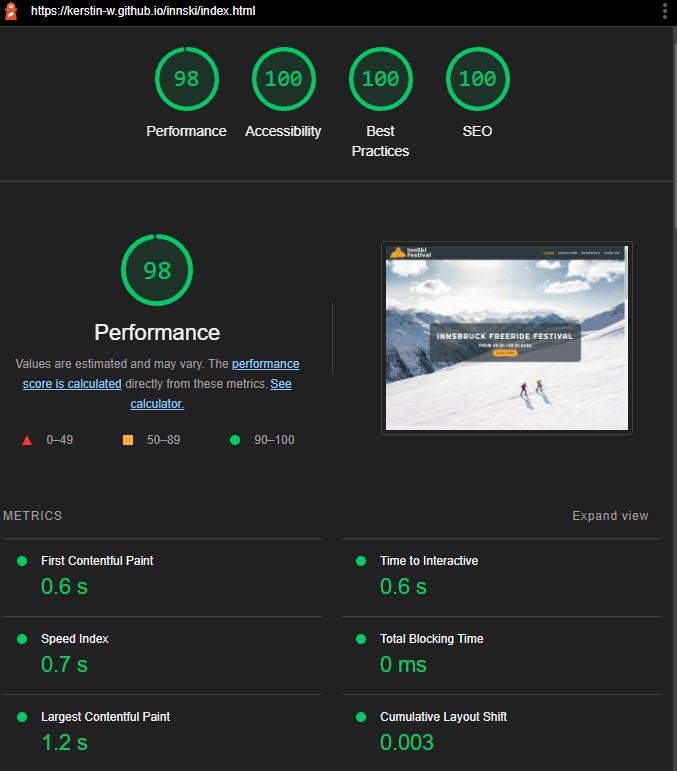 https://kerstin-w.github.io/innski/index.html
98
100
100
100
Performance
Accessibility
Best
Practices
SEO
98
Performance
Values are estimated and may vary. The performance
score is calculated directly from these metrics. See
calculator.
0–49
50–89
90–100
InnSki
Festival
HOME
LOCATION
SIGN UP
INNSBRUCK FREERIDE FESTIVAL
METRICS
Expand view
First Contentful Paint
0.6 s
Time to Interactive
0.6 s
Speed Index
0.7 s
Total Blocking Time
0 ms
Largest Contentful Paint
1.2 s
Cumulative Layout Shift
0.003